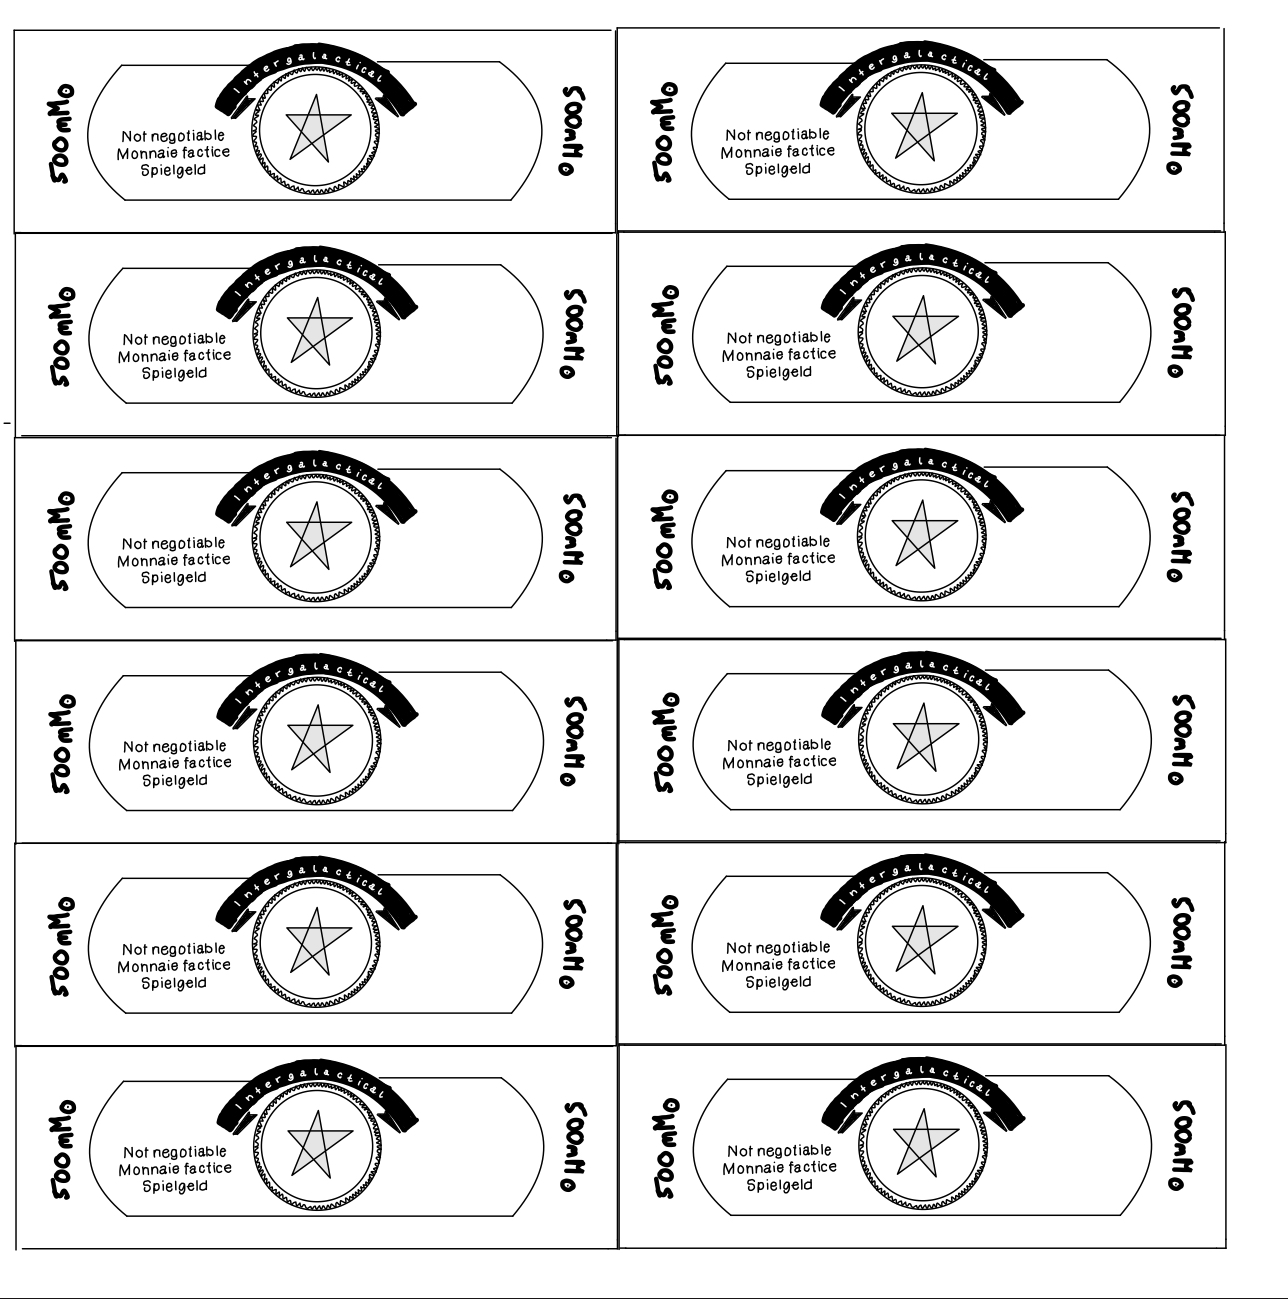 500mMo
Intergalactical
Not negotiable
Monnaie factice
Spielgeld
500mMo
500mMo
Intergalactical
Not negotiable
Monnaie factice
Spielgeld
500mMo
500mMo
Intergalactical
Not negotiable
Monnaie factice
Spielgeld
500mMo
500mMo
Intergalactical
Not negotiable
Monnaie factice
Spielgeld
500mMo
500mMo
Intergalactical
Not negotiable
Monnaie factice
Spielgeld
500mMo
500mMo
Intergalactical
Not negotiable
Monnaie factice
Spielgeld
500mMo
500mMo
Intergalactical
Not negotiable
Monnaie factice
Spielgeld
500mMo
500mMo
Intergalactical
Not negotiable
Monnaie factice
Spielgeld
500mMo
500mMo
Intergalactical
Not negotiable
Monnaie factice
Spielgeld
500mMo
500mMo
Intergalactical
Not negotiable
Monnaie factice
Spielgeld
500mMo
500mMo
Intergalactical
Not negotiable
Monnaie factice
Spielgeld
500mMo
500mMo
Intergalactical
Not negotiable
Monnaie factice
Spielgeld
500mMo